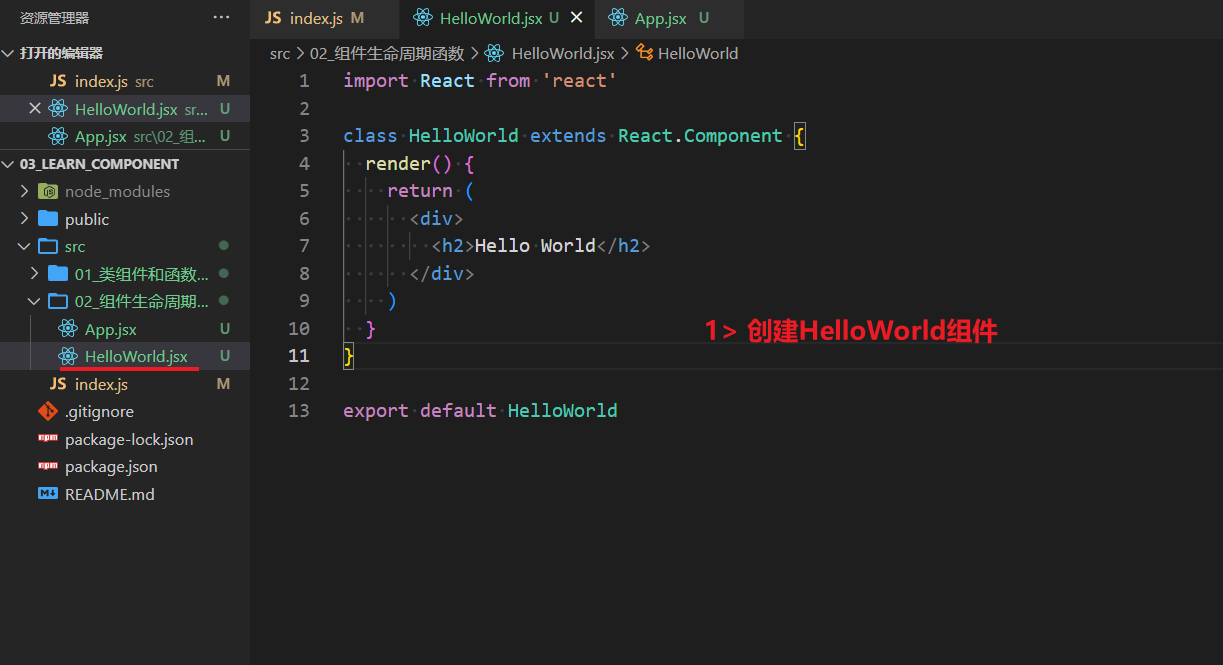 资源管理器 ···
打开的编辑器
JS index.js src M
HelloWorld.jsx sr... U
App.jsx src\02_组... U
03_LEARN_COMPONENT
node_modules
public
src
01_类组件和函数...
02_组件生命周期...
App.jsx U
HelloWorld.jsx U
JS index.js M
.gitignore
package-lock.json
package.json
README.md
JS index.js M HelloWorld.jsx U App.jsx U
src > 02_组件生命周期函数 > HelloWorld.jsx > HelloWorld
1 import React from 'react'
2
3 class HelloWorld extends React.Component {
4 render() {
5 return (
6 <div>
7 <h2>Hello World</h2>
8 </div>
9 )
10 }
11 }
12
13 export default HelloWorld
1> 创建HelloWorld组件